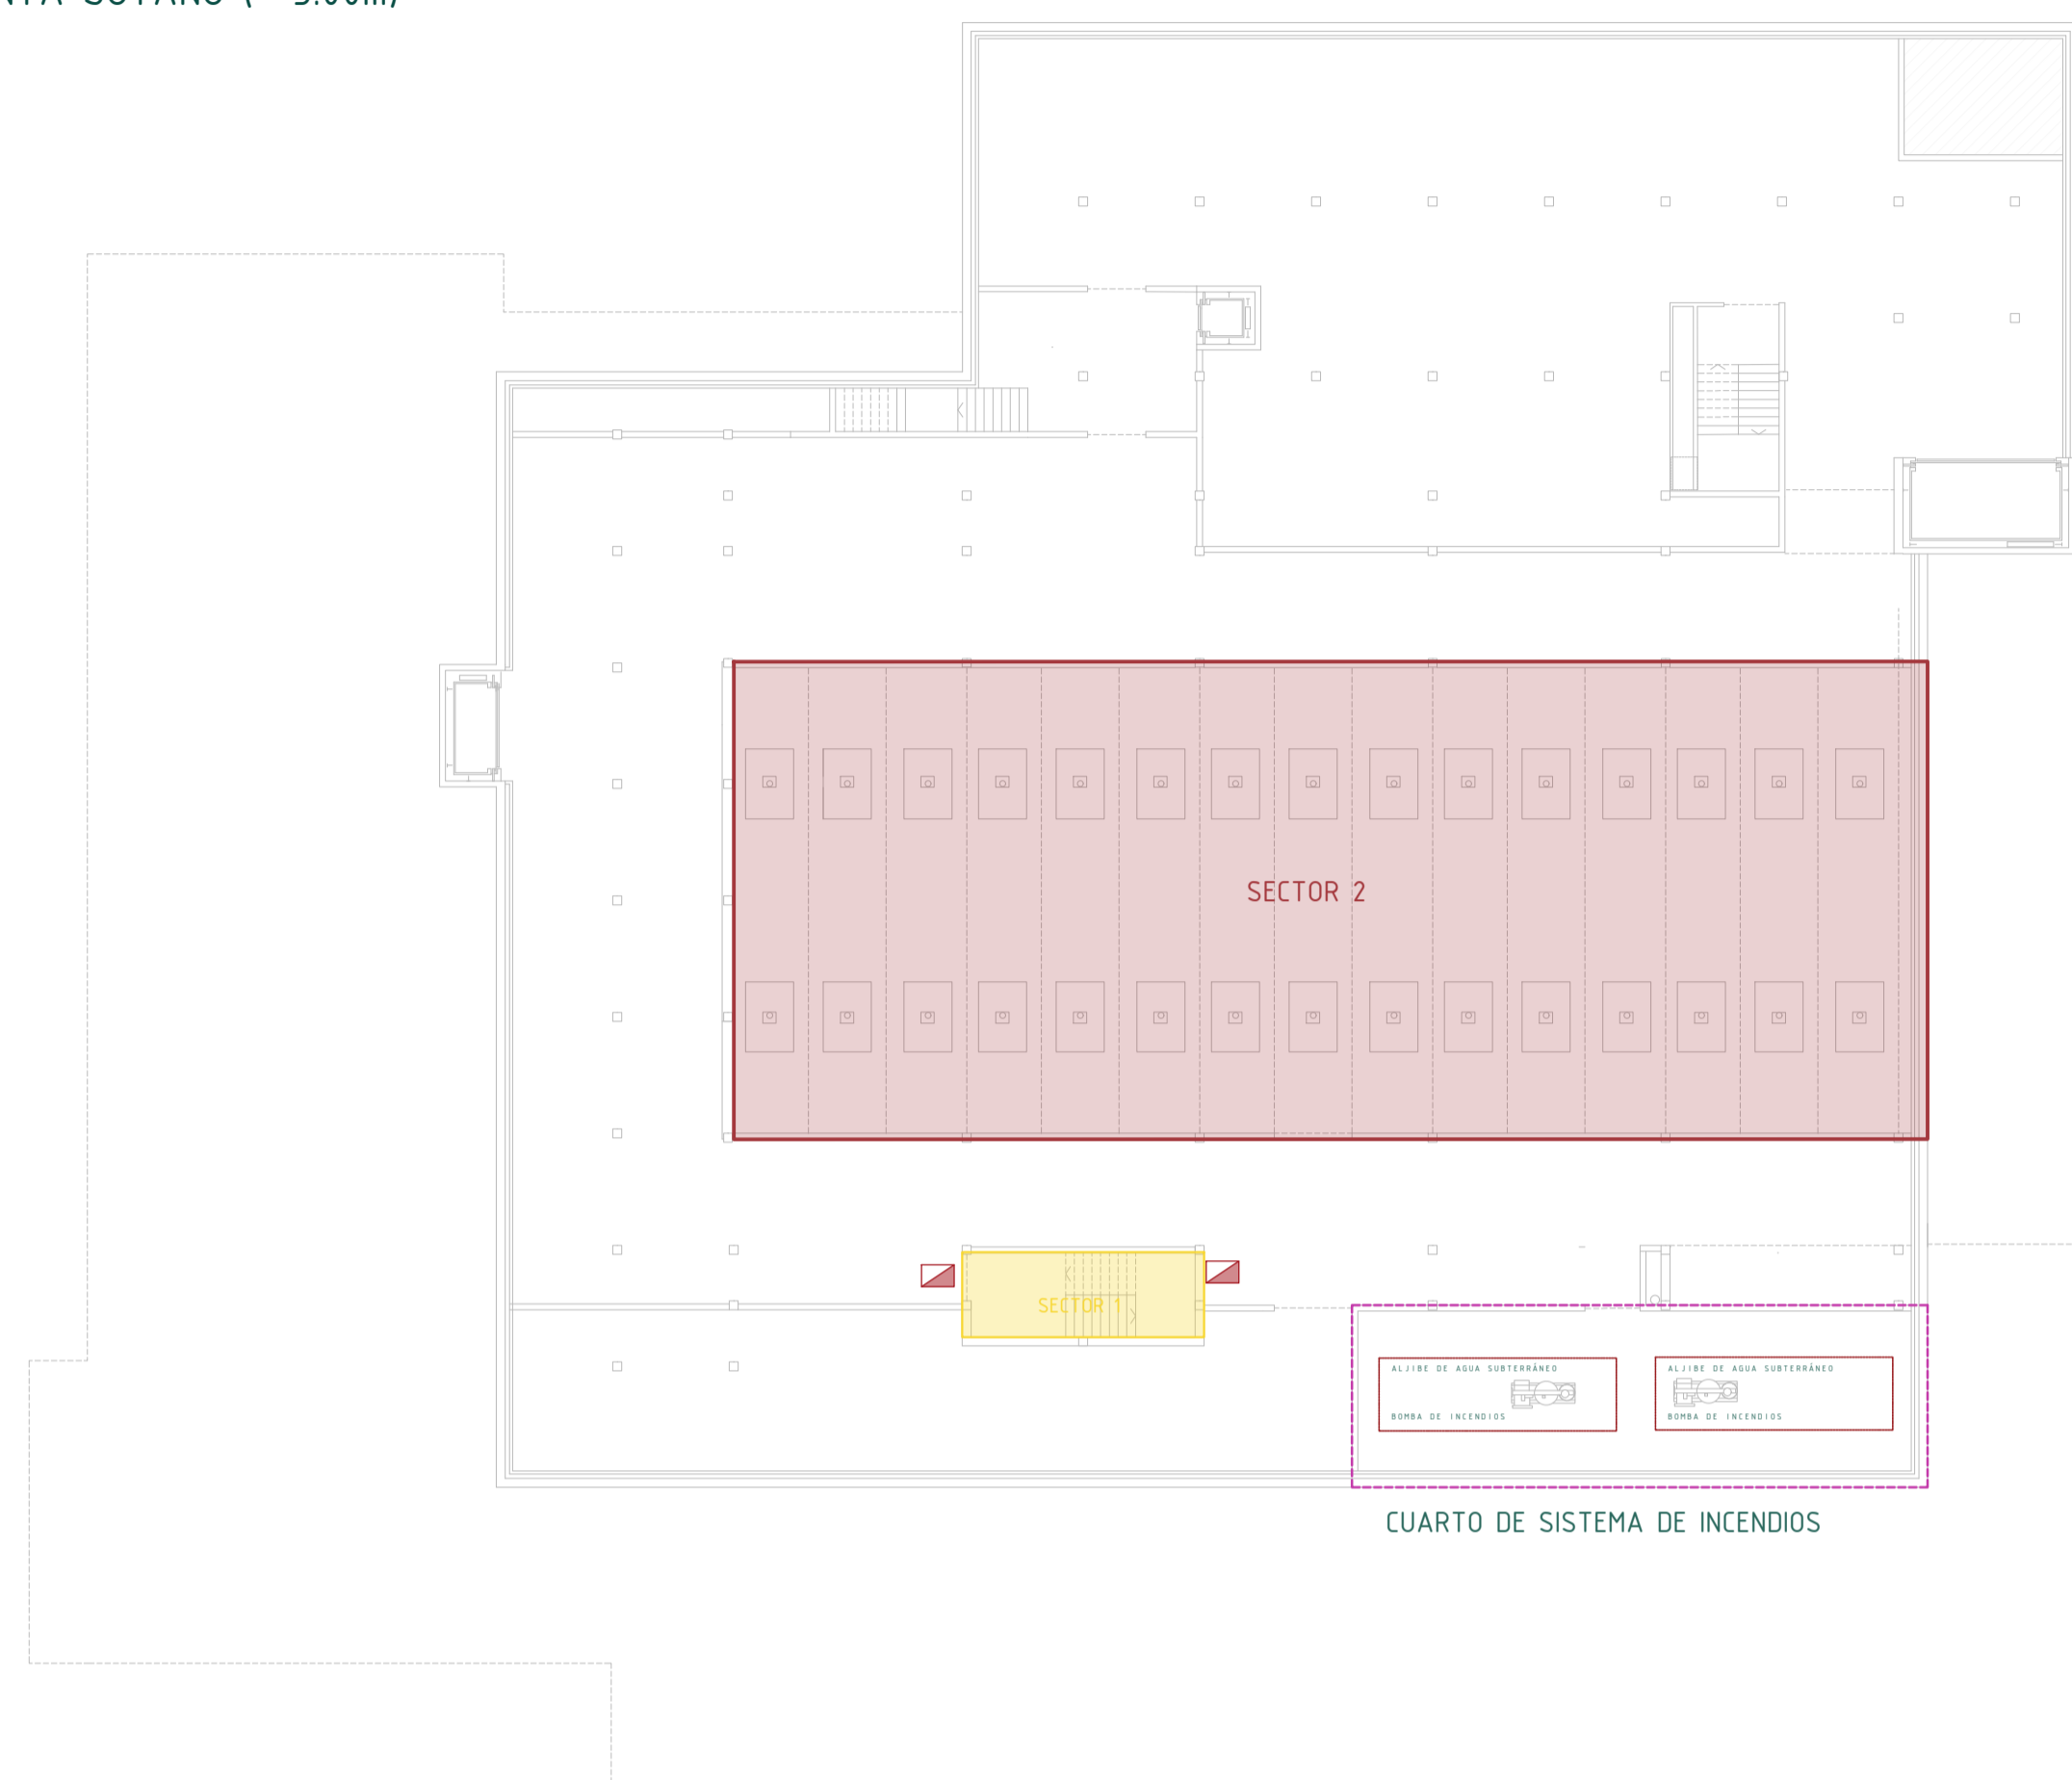 SECTOR 2
SECTOR 1
ALJIBE DE AGUA SUBTERRÁNEO
BOMBA DE INCENDIOS
ALJIBE DE AGUA SUBTERRÁNEO
BOMBA DE INCENDIOS
CUARTO DE SISTEMA DE INCENDIOS